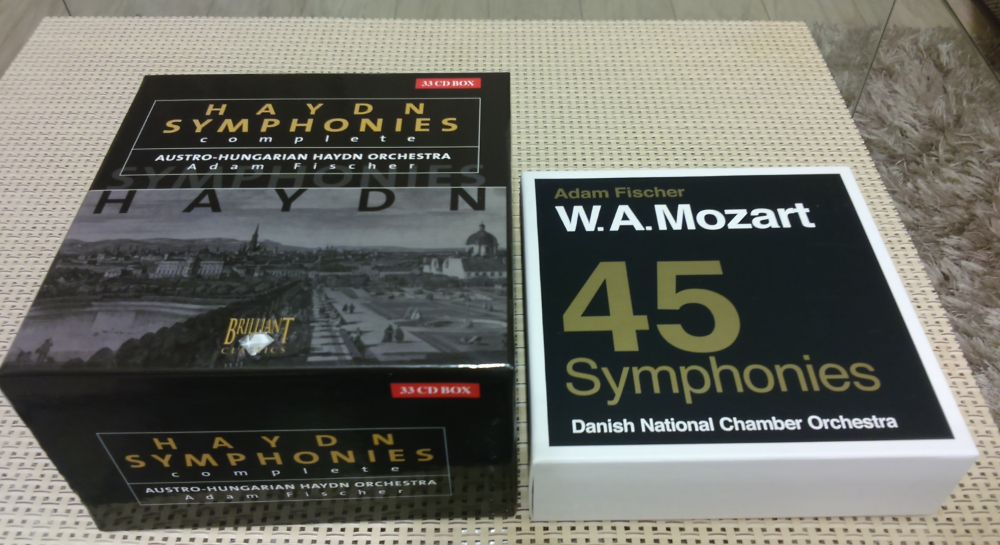 33 CD BOX
HAYDN
SYMPHONIES
complete
AUSTRO-HUNGARIAN HAYDN ORCHESTRA
Adam Fischer
SYMPHONIES
HAYDN
BRILLIANT
CLASSICS
33 CD BOX
HAYDN
SYMPHONIES
complete
AUSTRO-HUNGARIAN HAYDN ORCHESTRA
Adam Fischer
Adam Fischer
W.A.Mozart
45
Symphonies
Danish National Chamber Orchestra